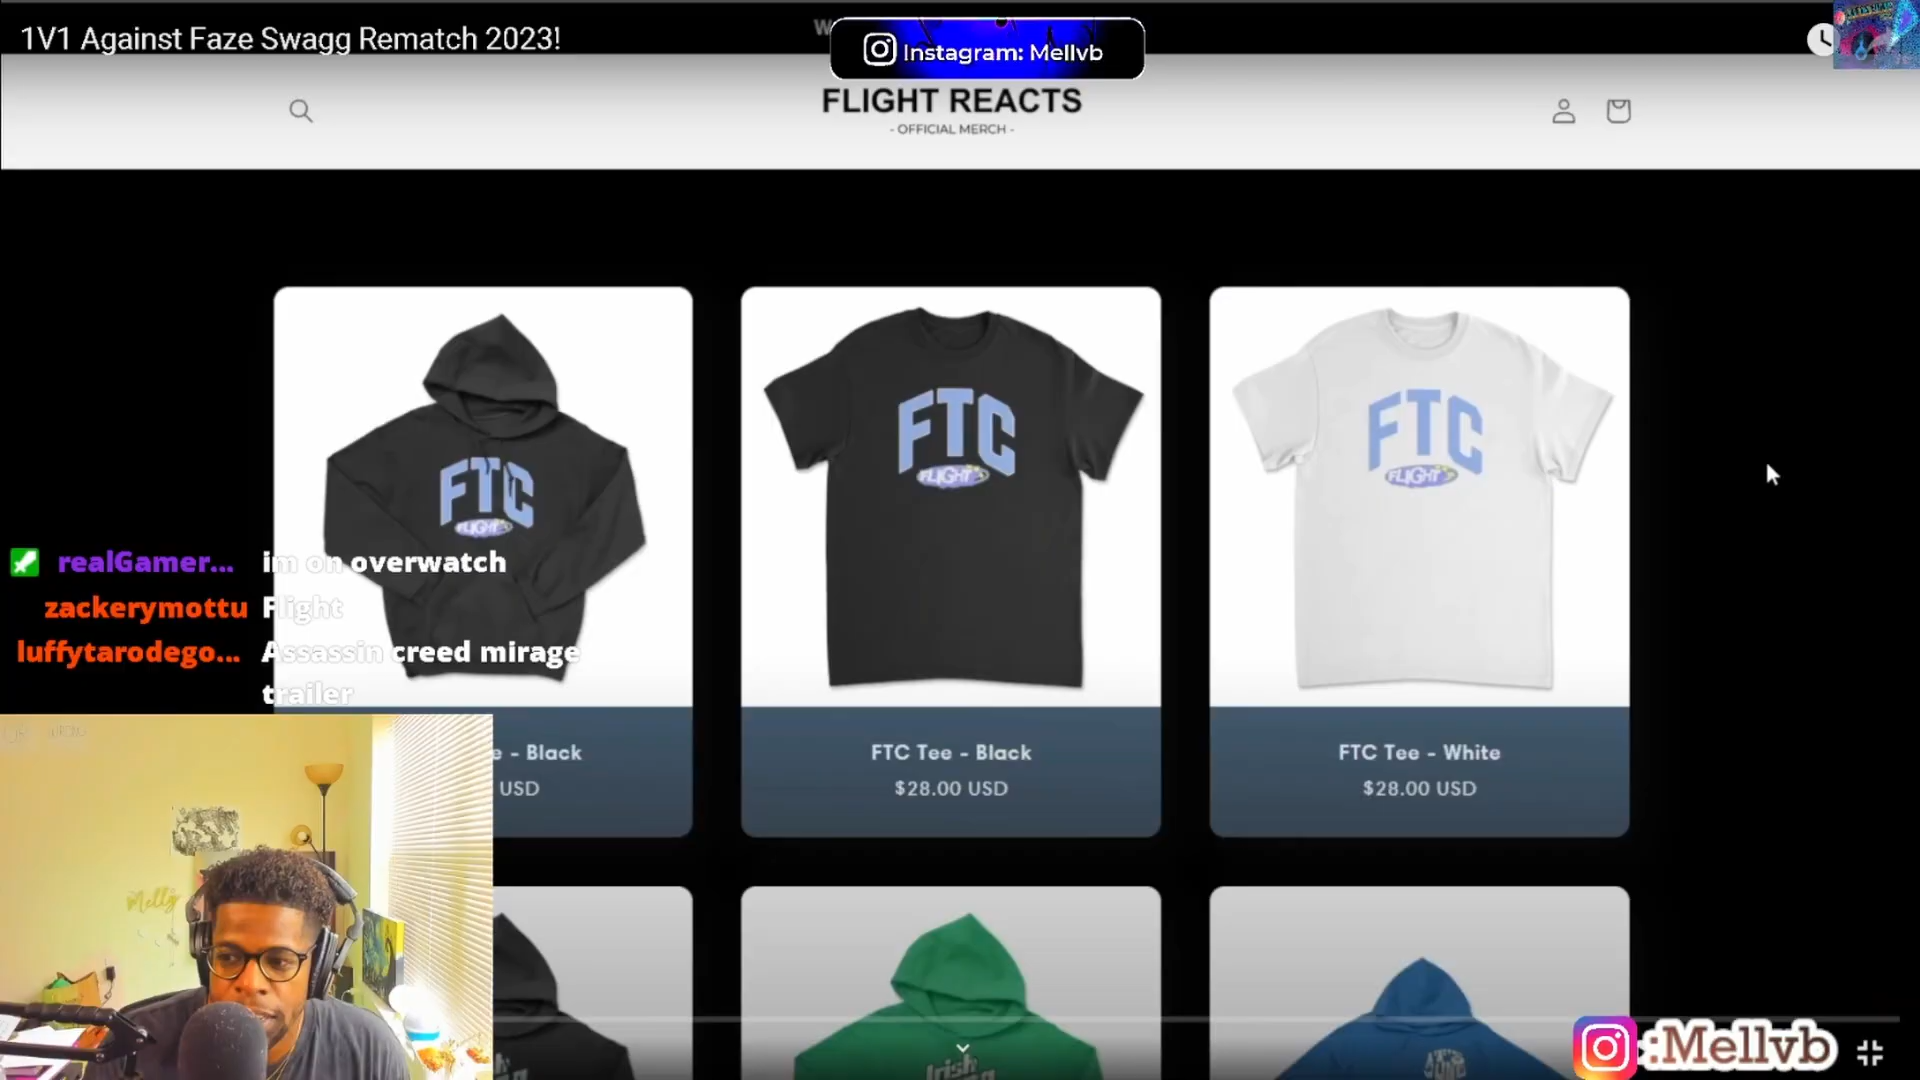 1V1 Against Faze Swagg Rematch 2023!
W
Instagram: Mellvb
FLIGHT REACTS
- OFFICIAL MERCH -
FTC
FLIGHT
FTC
FLIGHT
FTC
FLIGHT
realGamer... im on overwatch
zackerymottu Flight
luffytarodego... Assassin creed mirage
trailer
e - Black
USD
FTC Tee - Black
$28.00 USD
FTC Tee - White
$28.00 USD
Melly
Irish
:Mellvb